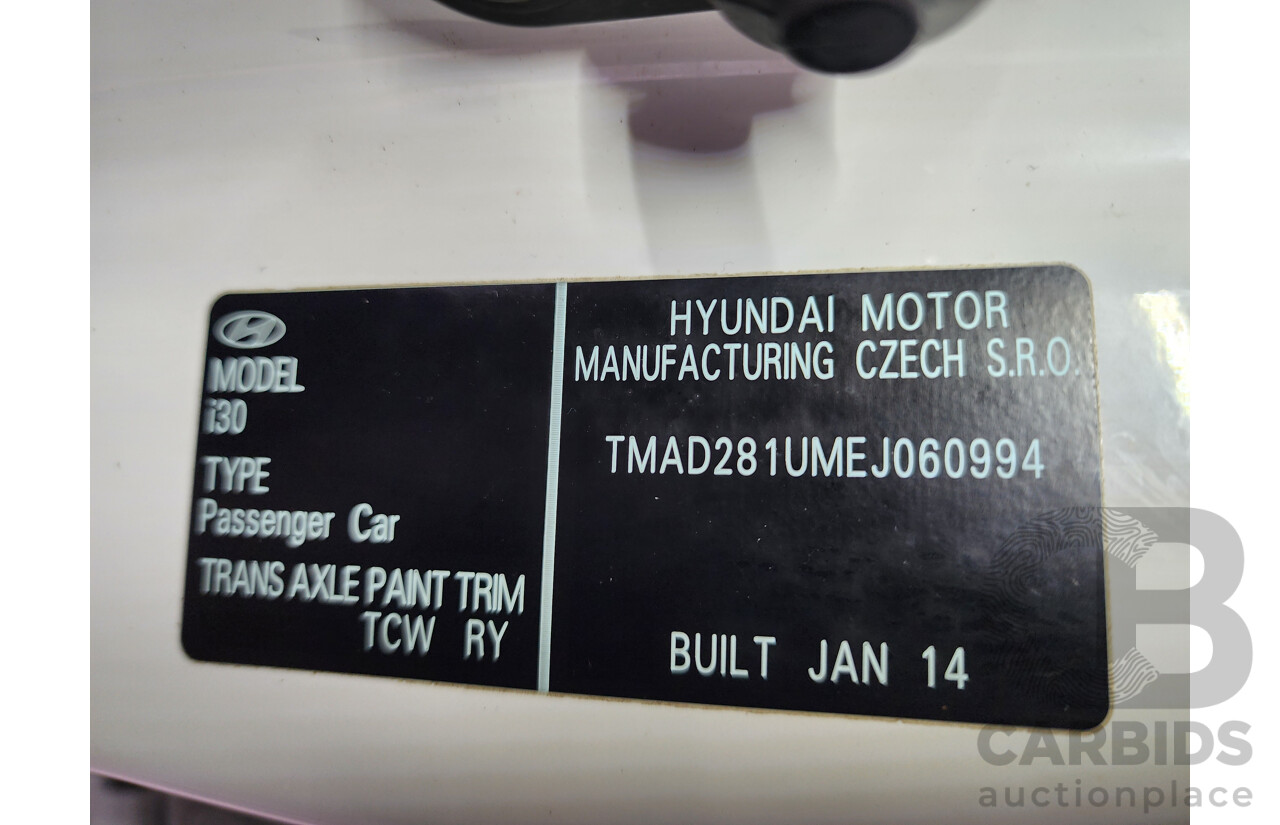 MODEL
i30
TYPE
Passenger Car
TRANS AXLE PAINT TRIM
TCW RY
HYUNDAI MOTOR
MANUFACTURING CZECH S.R.O.
TMAD281UMEJ060994
BUILT JAN 14
B
CARBIDS
auctionplace